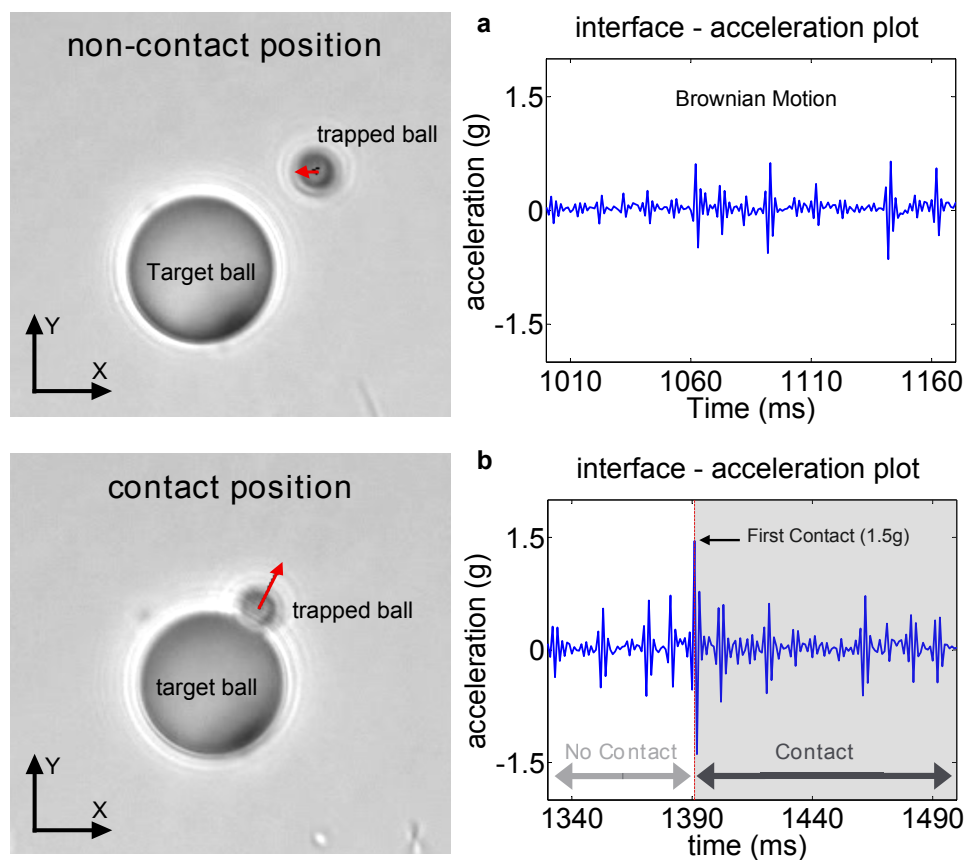 non-contact position
trapped ball
Target ball
Y
X
a
interface - acceleration plot
Brownian Motion
acceleration (g)
1.5
0
-1.5
1010
1060
1110
1160
Time (ms)
contact position
trapped ball
target ball
Y
X
b
interface - acceleration plot
First Contact (1.5g)
acceleration (g)
1.5
0
-1.5
No Contact
Contact
1340
1390
1440
1490
time (ms)